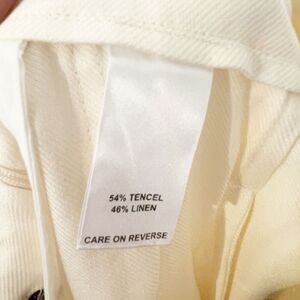 54% TENCEL
46% LINEN
CARE ON REVERSE